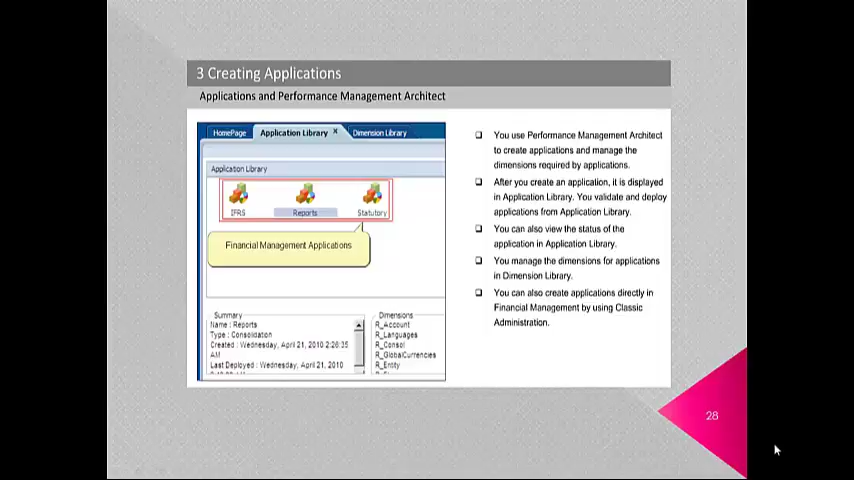 3 Creating Applications
Applications and Performance Management Architect
HomePage
Application Library
Dimension Library
Application Library
IFRS
Reports
Statutory
Financial Management Applications
Summary
Name : Reports
Type : Consolidation
Created : Wednesday, April 21, 2010 2:26:35
AM
Last Deployed : Wednesday, April 21, 2010
Dimensions
R_Account
R_Languages
R_Consol
R_GlobalCurrencies
R_Entity
You use Performance Management Architect
to create applications and manage the
dimensions required by applications.
After you create an application, it is displayed
in Application Library. You validate and deploy
applications from Application Library.
You can also view the status of the
application in Application Library.
You manage the dimensions for applications
in Dimension Library.
You can also create applications directly in
Financial Management by using Classic
Administration.
28